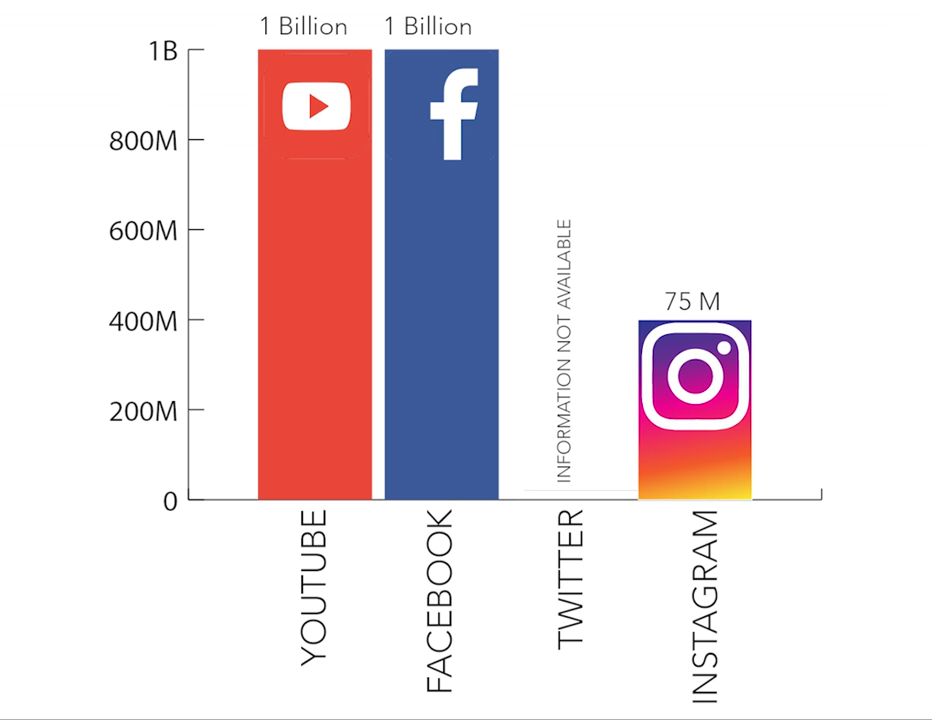 1 Billion 1 Billion
1B
800M
600M
400M
200M
0
INFORMATION NOT AVAILABLE
75 M
YOUTUBE
FACEBOOK
TWITTER
INSTAGRAM